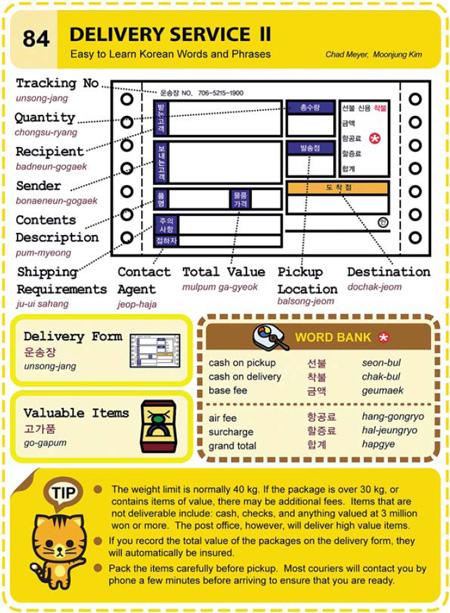 84
DELIVERY SERVICE II
Easy to Learn Korean Words and Phrases
Chad Meyer, Moonjung Kim
Tracking No
unsong-jang
Quantity
chongsu-ryang
Recipient
badneun-gogaek
Sender
bonaeneun-gogaek
Contents
Description
pum-myeong
Shipping
Requirements
ju-ui sahang
Contact
Agent
jeop-haja
Total Value
mulpum ga-gyeok
Pickup
Location
balsong-jeom
Destination
dochak-jeom
운송장 NO. 706-5215-1900
받는고객
총수량
선불 신용 착불
금액
항공료
할증료
합계
보내는고객
발송점
도 착 점
품명
물품
가격
주의
사항
접하자
Delivery Form
운송장
unsong-jang
Valuable Items
고가품
go-gapum
WORD BANK
cash on pickup 선불 seon-bul
cash on delivery 착불 chak-bul
base fee 금액 geumaek
air fee 항공료 hang-gongryo
surcharge 할증료 hal-jeungryo
grand total 합계 hapgye
TIP
The weight limit is normally 40 kg. If the package is over 30 kg, or
contains items of value, there may be additional fees. Items that are
not deliverable include: cash, checks, and anything valued at 3 million
won or more. The post office, however, will deliver high value items.
If you record the total value of the packages on the delivery form, they
will automatically be insured.
Pack the items carefully before pickup. Most couriers will contact you by
phone a few minutes before arriving to ensure that you are ready.